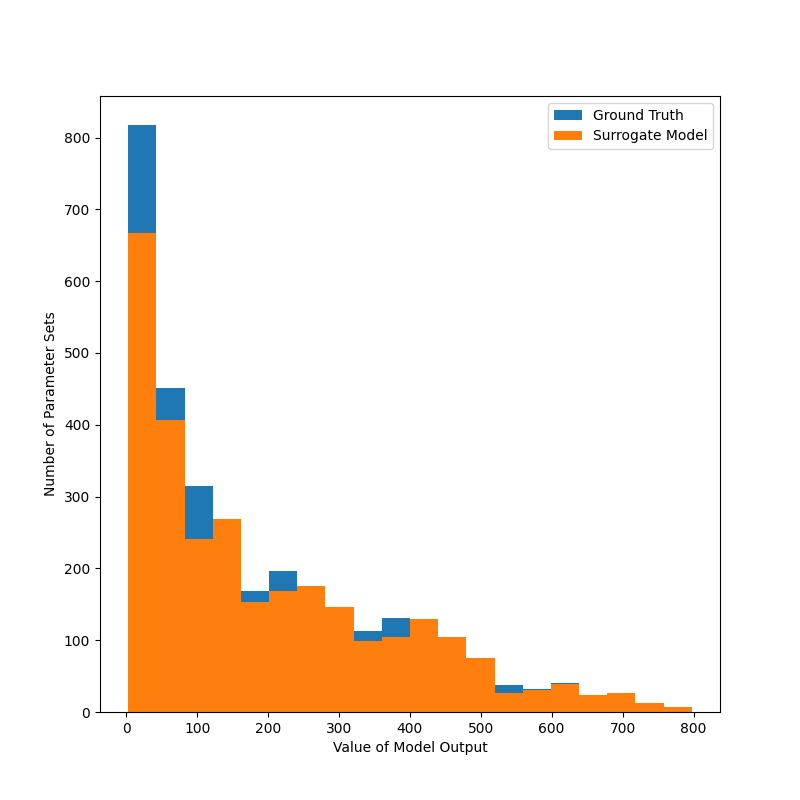 Ground Truth
Surrogate Model
800
700
600
500
400
300
200
100
0
Number of Parameter Sets
0 100 200 300 400 500 600 700 800
Value of Model Output